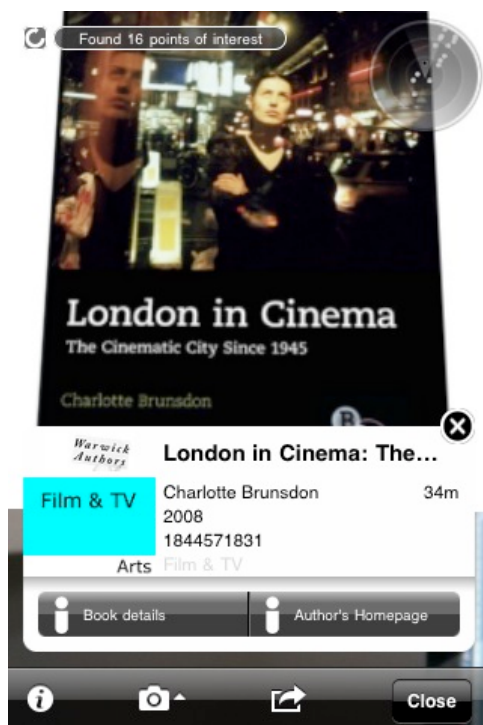 Found 16 points of interest
London in Cinema
The Cinematic City Since 1945
Charlotte Brunsdon
B
Warwick
Authors
London in Cinema: The...
Film & TV
Charlotte Brunsdon 34m
2008
1844571831
Arts Film & TV
Book details
Author's Homepage
Close